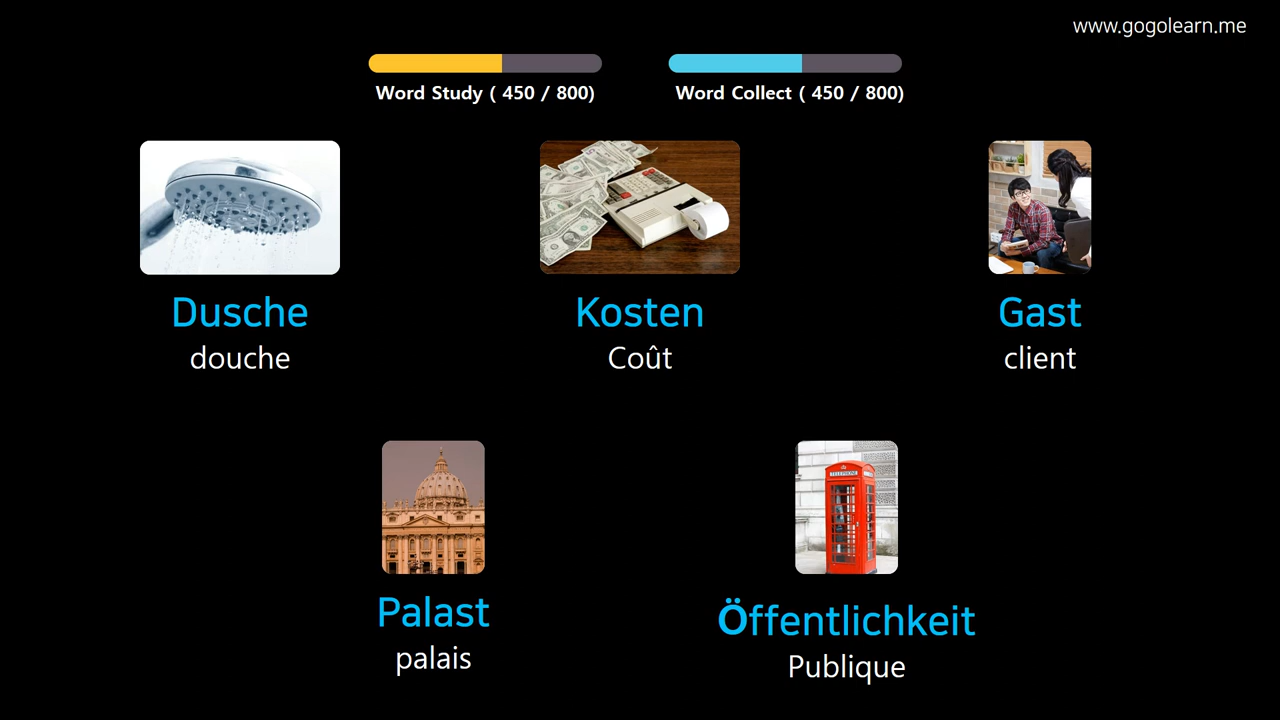 www.gogolearn.me
Word Study ( 450 / 800)
Word Collect ( 450 / 800)
Dusche
douche
Kosten
Coût
Gast
client
TELEPHONE
Palast
palais
Öffentlichkeit
Publique